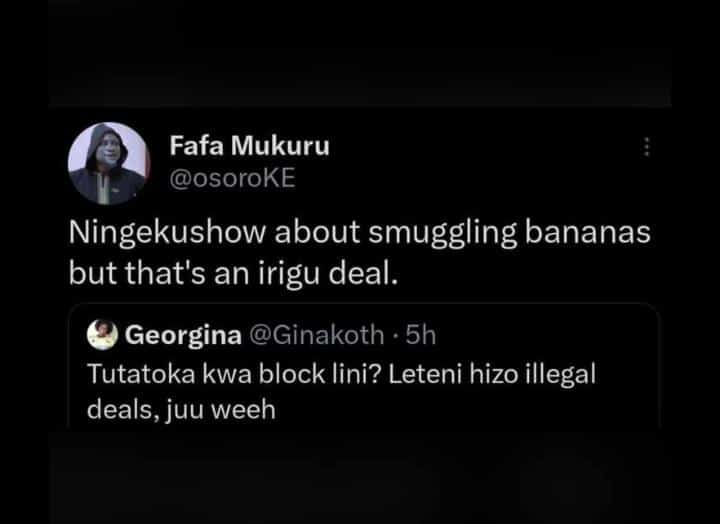 Fafa Mukuru
@osoroKE
Ningekushow about smuggling bananas
but that's an irigu deal.
Georgina @Ginakoth · 5h
Tutatoka kwa block lini? Leteni hizo illegal
deals, juu weeh